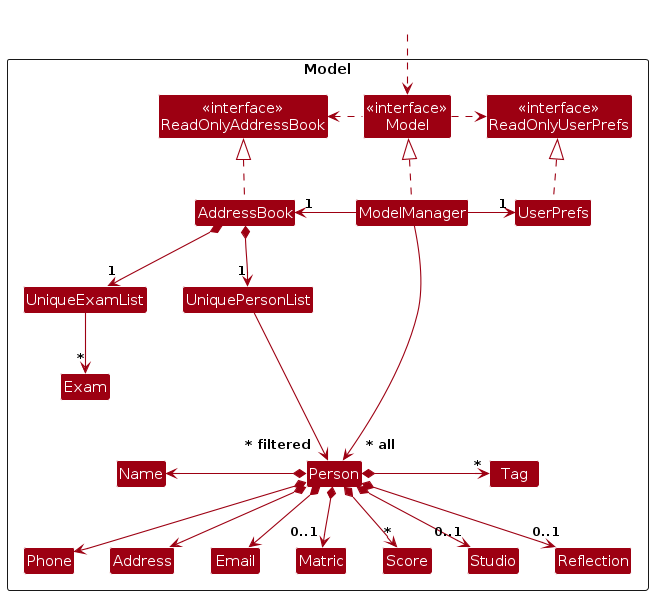 Model
«interface»
ReadOnlyAddressBook
«interface»
Model
«interface»
ReadOnlyUserPrefs
AddressBook
1
ModelManager
1
UserPrefs
1
1
UniqueExamList
UniquePersonList
*
Exam
* filtered
* all
Name
Person
*
Tag
0..1
*
0..1
0..1
Phone
Address
Email
Matric
Score
Studio
Reflection